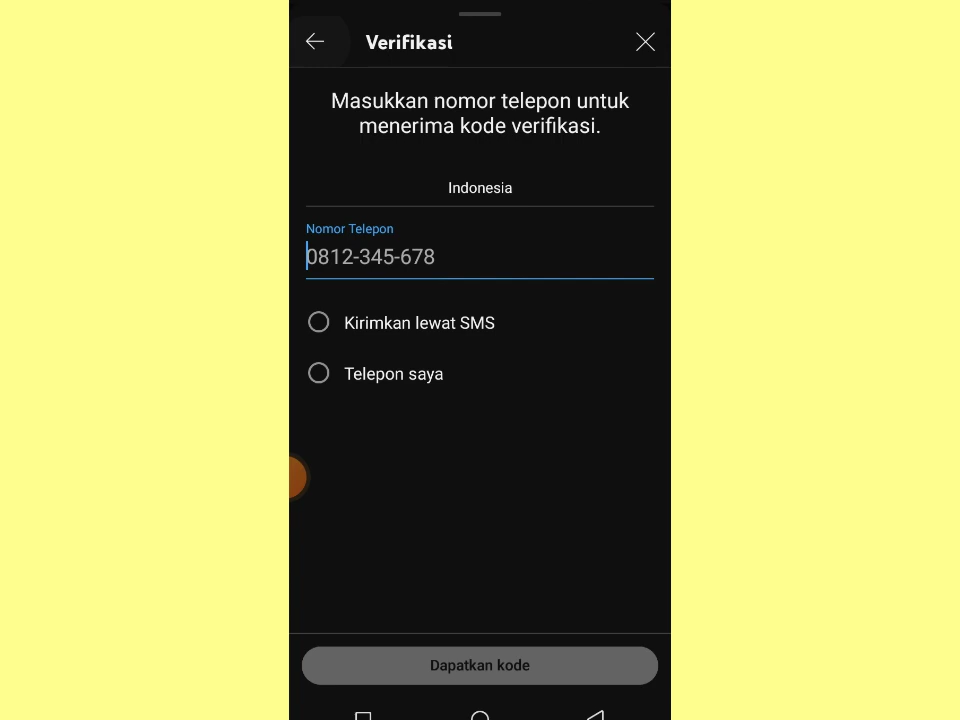 Verifikasi
Masukkan nomor telepon untuk
menerima kode verifikasi.
Indonesia
Nomor Telepon
0812-345-678
Kirimkan lewat SMS
Telepon saya
Dapatkan kode